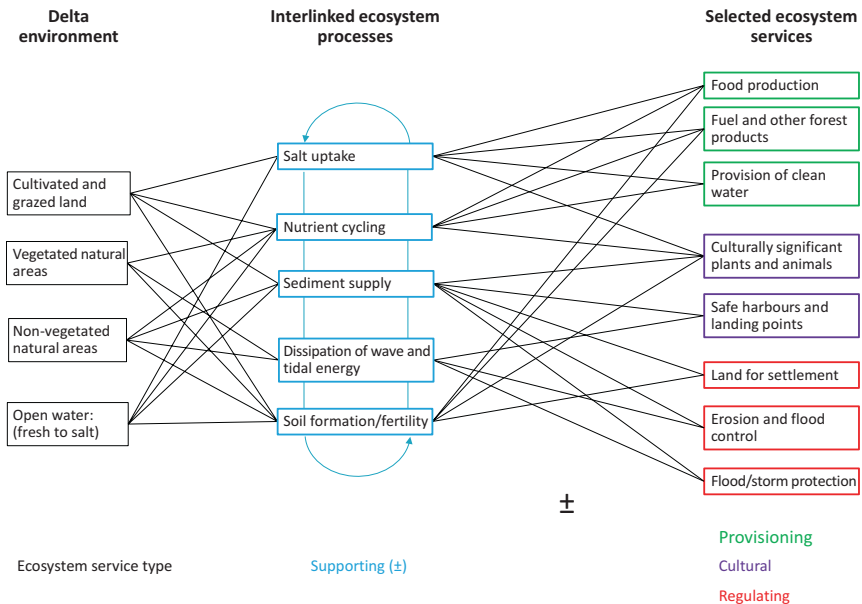 Delta
environment
Interlinked ecosystem
processes
Selected ecosystem
services
Cultivated and
grazed land
Vegetated natural
areas
Non-vegetated
natural areas
Open water:
(fresh to salt)
Salt uptake
Nutrient cycling
Sediment supply
Dissipation of wave and
tidal energy
Soil formation/fertility
Food production
Fuel and other forest
products
Provision of clean
water
Culturally significant
plants and animals
Safe harbours and
landing points
Land for settlement
Erosion and flood
control
Flood/storm protection
±
Ecosystem service type
Supporting (±)
Provisioning
Cultural
Regulating